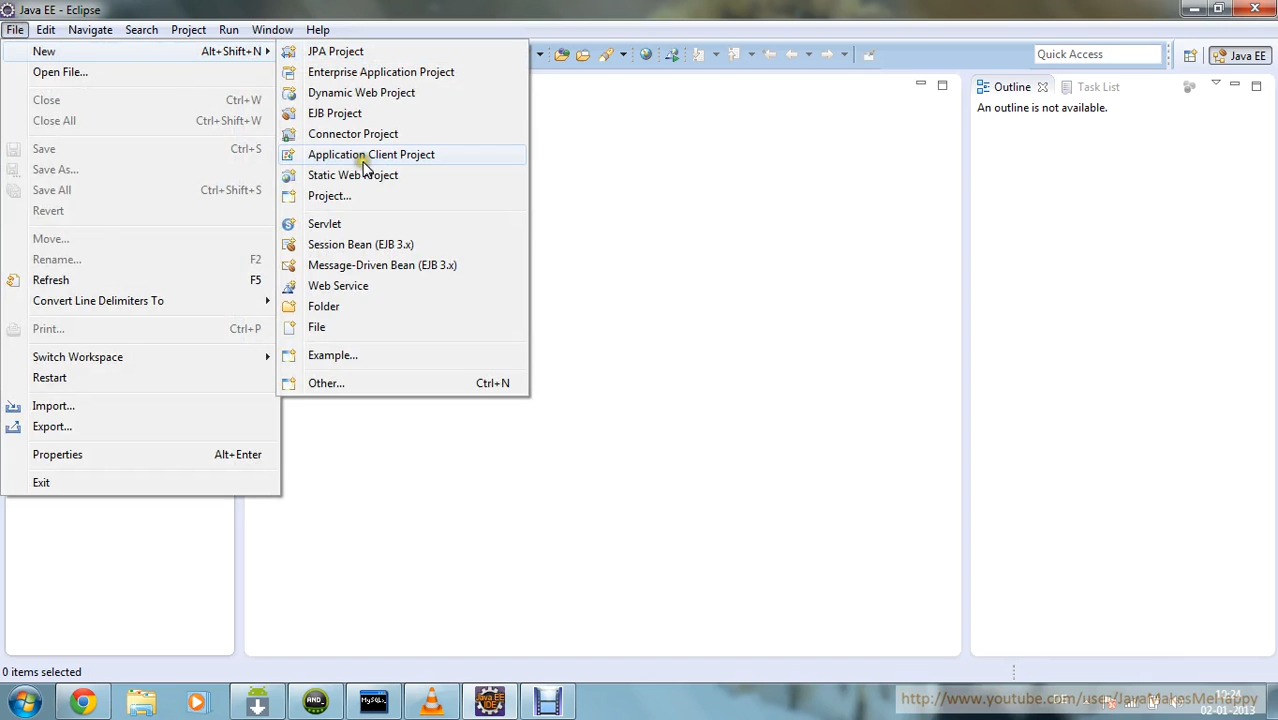 Java EE - Eclipse
File Edit Navigate Search Project Run Window Help
New Alt+Shift+N
Open File...
Close Ctrl+W
Close All Ctrl+Shift+W
Save Ctrl+S
Save As...
Save All Ctrl+Shift+S
Revert
Move...
Rename... F2
Refresh F5
Convert Line Delimiters To
Print... Ctrl+P
Switch Workspace
Restart
Import...
Export...
Properties Alt+Enter
Exit
JPA Project
Enterprise Application Project
Dynamic Web Project
EJB Project
Connector Project
Application Client Project
Static Web Project
Project...
Servlet
Session Bean (EJB 3.x)
Message-Driven Bean (EJB 3.x)
Web Service
Folder
File
Example...
Other... Ctrl+N
Quick Access
Java EE
Outline Task List
An outline is not available.
0 items selected
AND
MySQL
Java EE
IDE
http://www.youtube.com/user/JavaMakesMeHappy
02-01-2013